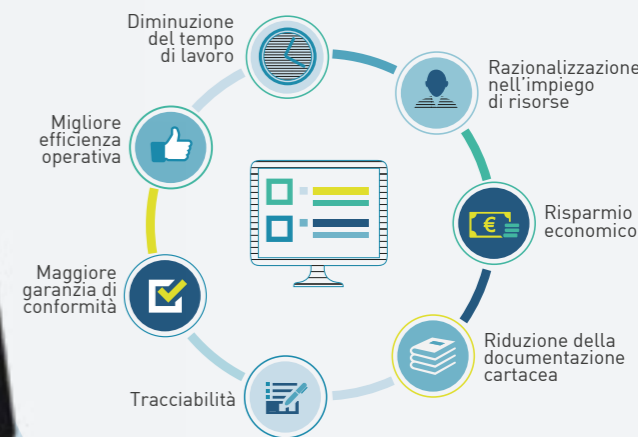 Diminuzione
del tempo
di lavoro
Razionalizzazione
nell'impiego
di risorse
Risparmio
economico
Riduzione della
documentazione
cartacea
Tracciabilità
Maggiore
garanzia di
conformità
Migliore
efficienza
operativa
€